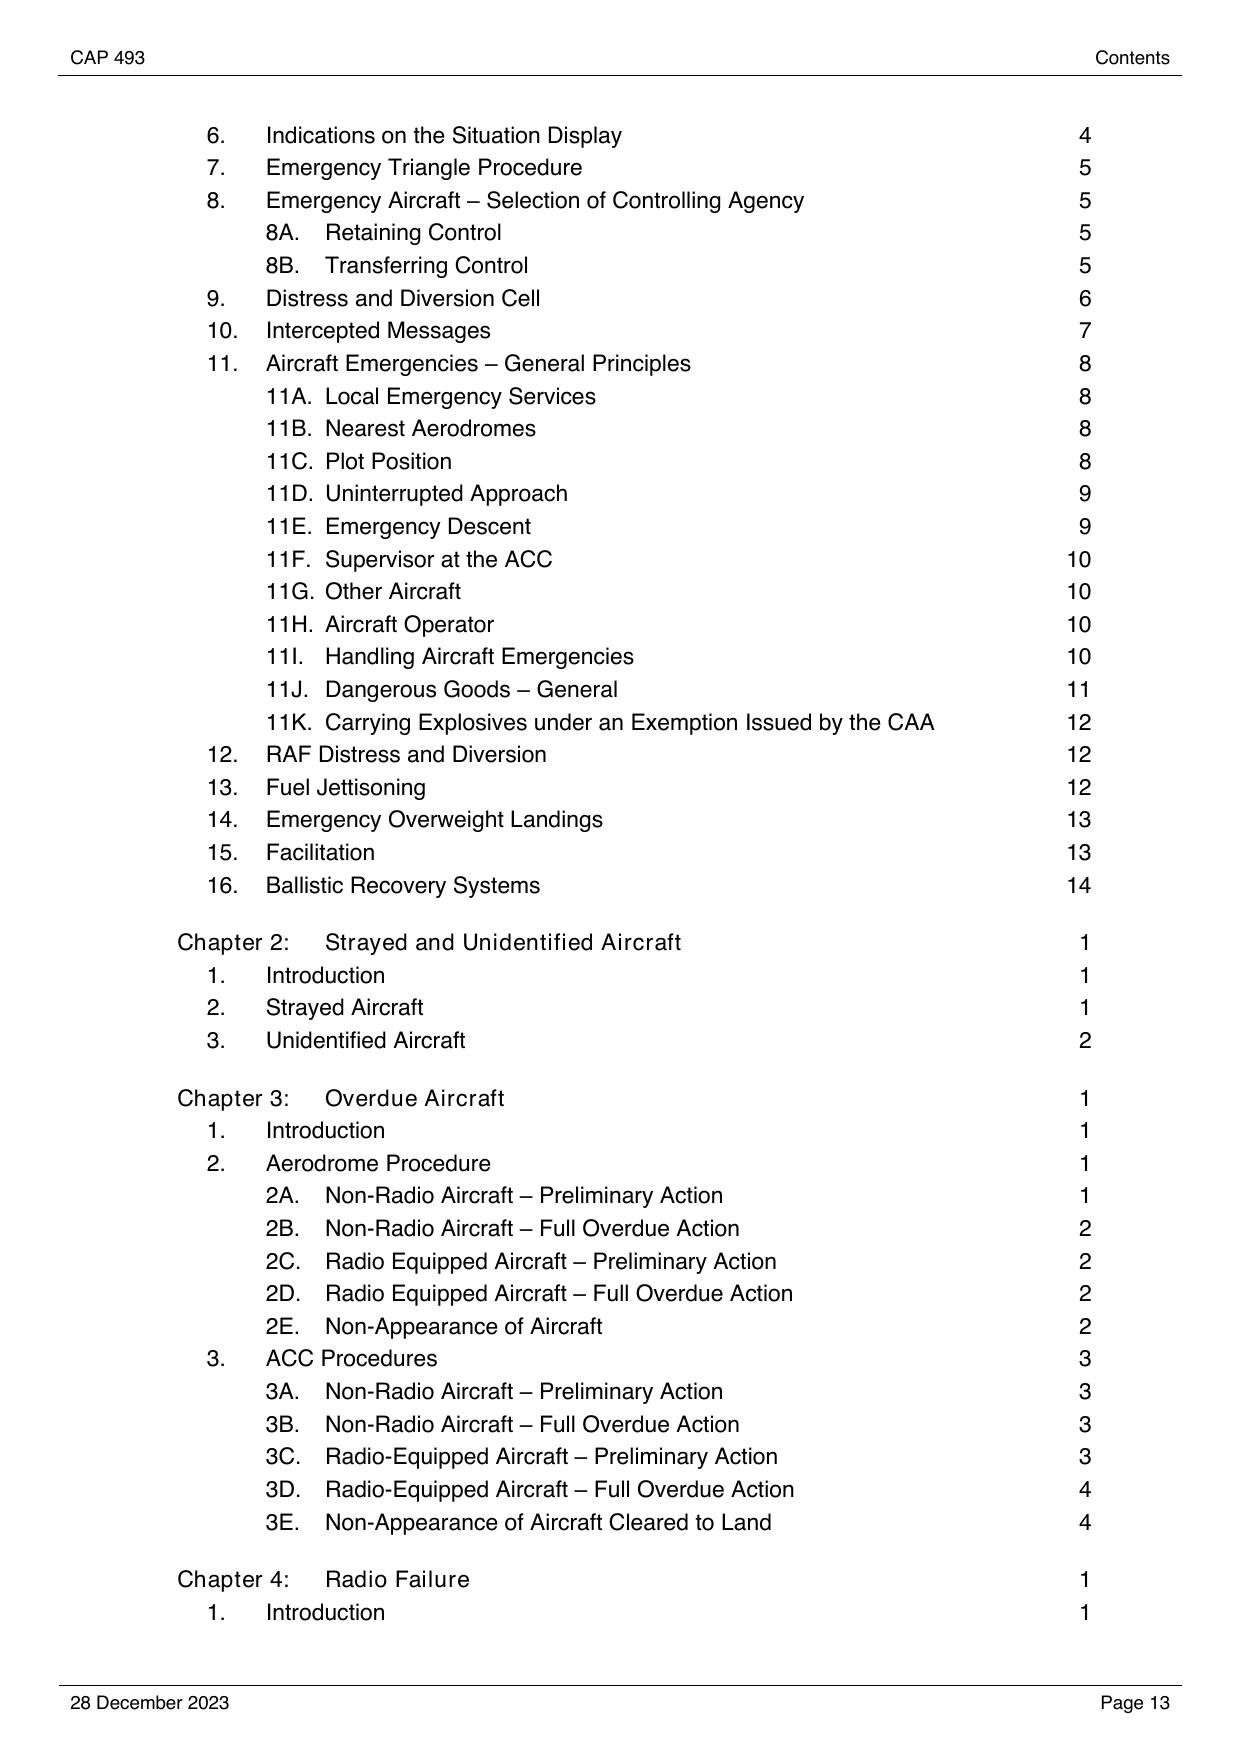 CAP 493 Contents
6. Indications on the Situation Display 4
7. Emergency Triangle Procedure 5
8. Emergency Aircraft – Selection of Controlling Agency 5
8A. Retaining Control 5
8B. Transferring Control 5
9. Distress and Diversion Cell 6
10. Intercepted Messages 7
11. Aircraft Emergencies – General Principles 8
11A. Local Emergency Services 8
11B. Nearest Aerodromes 8
11C. Plot Position 8
11D. Uninterrupted Approach 9
11E. Emergency Descent 9
11F. Supervisor at the ACC 10
11G. Other Aircraft 10
11H. Aircraft Operator 10
11I. Handling Aircraft Emergencies 10
11J. Dangerous Goods – General 11
11K. Carrying Explosives under an Exemption Issued by the CAA 12
12. RAF Distress and Diversion 12
13. Fuel Jettisoning 12
14. Emergency Overweight Landings 13
15. Facilitation 13
16. Ballistic Recovery Systems 14
Chapter 2: Strayed and Unidentified Aircraft 1
1. Introduction 1
2. Strayed Aircraft 1
3. Unidentified Aircraft 2
Chapter 3: Overdue Aircraft 1
1. Introduction 1
2. Aerodrome Procedure 1
2A. Non-Radio Aircraft – Preliminary Action 1
2B. Non-Radio Aircraft – Full Overdue Action 2
2C. Radio Equipped Aircraft – Preliminary Action 2
2D. Radio Equipped Aircraft – Full Overdue Action 2
2E. Non-Appearance of Aircraft 2
3. ACC Procedures 3
3A. Non-Radio Aircraft – Preliminary Action 3
3B. Non-Radio Aircraft – Full Overdue Action 3
3C. Radio-Equipped Aircraft – Preliminary Action 3
3D. Radio-Equipped Aircraft – Full Overdue Action 4
3E. Non-Appearance of Aircraft Cleared to Land 4
Chapter 4: Radio Failure 1
1. Introduction 1
28 December 2023 Page 13